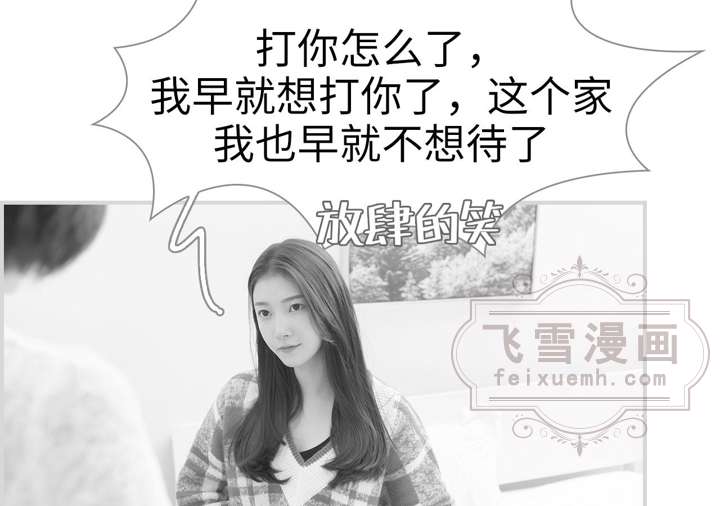 打你怎么了，
我早就想打你了，这个家
我也早就不想待了
放肆的笑
飞雪漫画
feixuemh.com